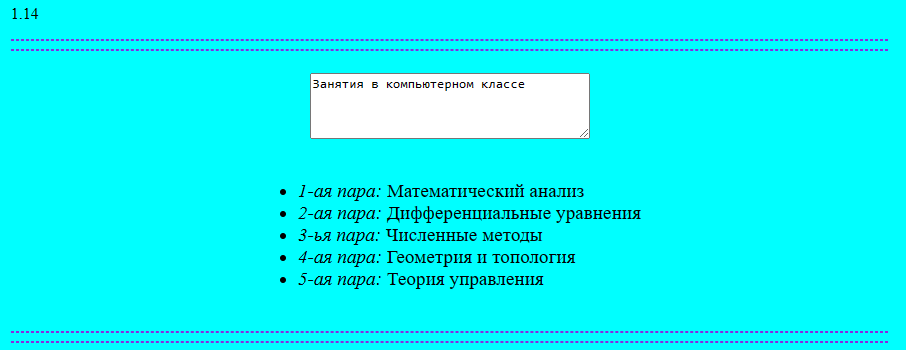 1.14
Занятия в компьютерном классе
1-ая пара: Математический анализ
2-ая пара: Дифференциальные уравнения
3-ья пара: Численные методы
4-ая пара: Геометрия и топология
5-ая пара: Теория управления